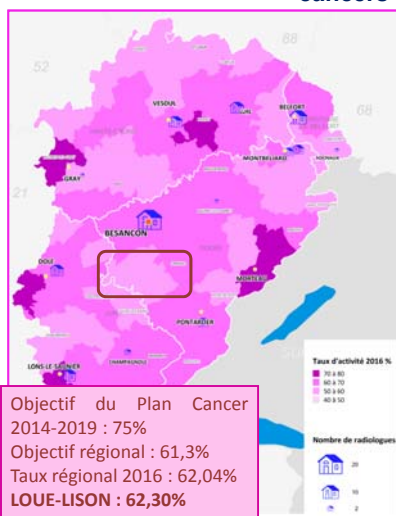 cancers
52
88
68
21
VESOUL
LURE
BELFORT
MONTBELIARD
GRAY
BESANCON
DOLE
MORTEAU
PONTARLIER
LONS-LE-SAUNIER
CHAMPAGNOLE
Taux d'activité 2016 %
70 à 80
60 à 70
50 à 60
40 à 50
Nombre de radiologues
20
10
2
Objectif du Plan Cancer
2014-2019 : 75%
Objectif régional : 61,3%
Taux régional 2016 : 62,04%
LOUE-LISON : 62,30%